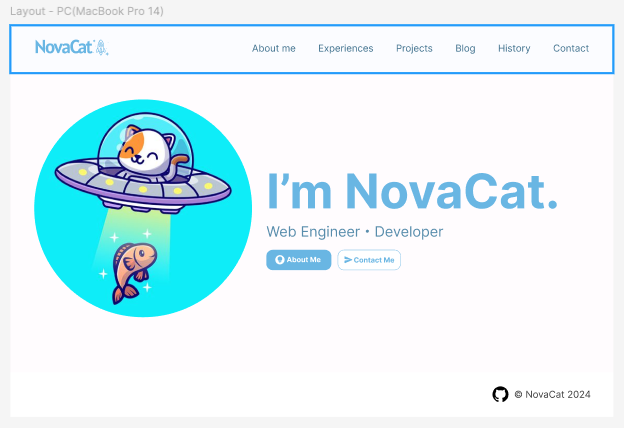 Layout - PC(MacBook Pro 14)
NovaCat
About me Experiences Projects Blog History Contact
I'm NovaCat.
Web Engineer・Developer
About Me Contact Me
© NovaCat 2024